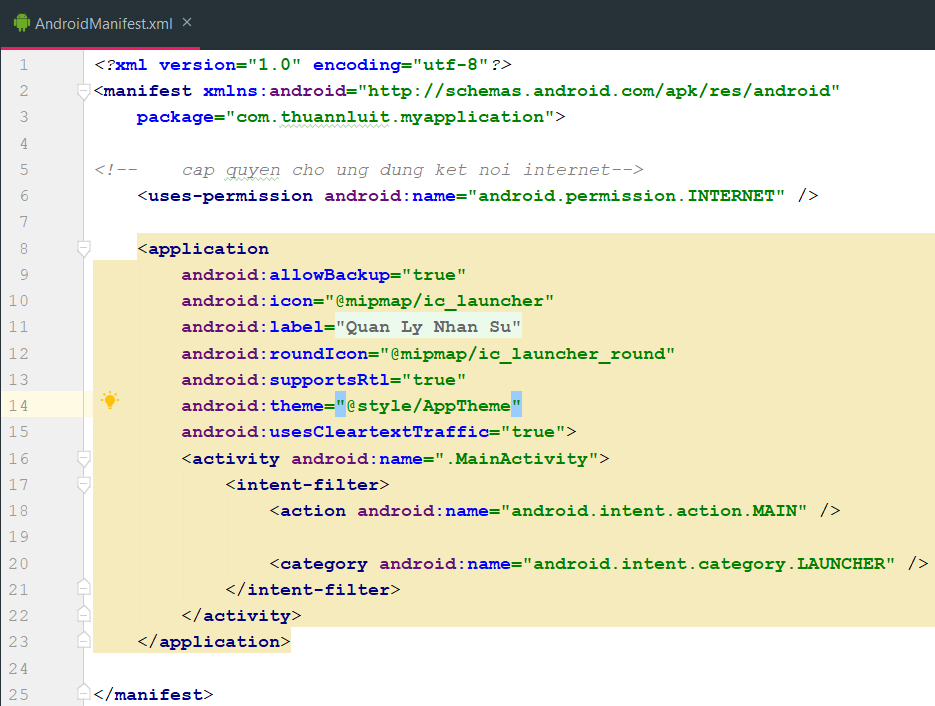 AndroidManifest.xml ×
1 <?xml version="1.0" encoding="utf-8"?>
2 <manifest xmlns:android="http://schemas.android.com/apk/res/android"
3     package="com.thuannluit.myapplication">
4
5 <!--    cap quyen cho ung dung ket noi internet-->
6     <uses-permission android:name="android.permission.INTERNET" />
7
8     <application
9         android:allowBackup="true"
10         android:icon="@mipmap/ic_launcher"
11         android:label="Quan Ly Nhan Su"
12         android:roundIcon="@mipmap/ic_launcher_round"
13         android:supportsRtl="true"
14         android:theme="@style/AppTheme"
15         android:usesCleartextTraffic="true">
16         <activity android:name=".MainActivity">
17             <intent-filter>
18                 <action android:name="android.intent.action.MAIN" />
19
20                 <category android:name="android.intent.category.LAUNCHER" />
21             </intent-filter>
22         </activity>
23     </application>
24
25 </manifest>